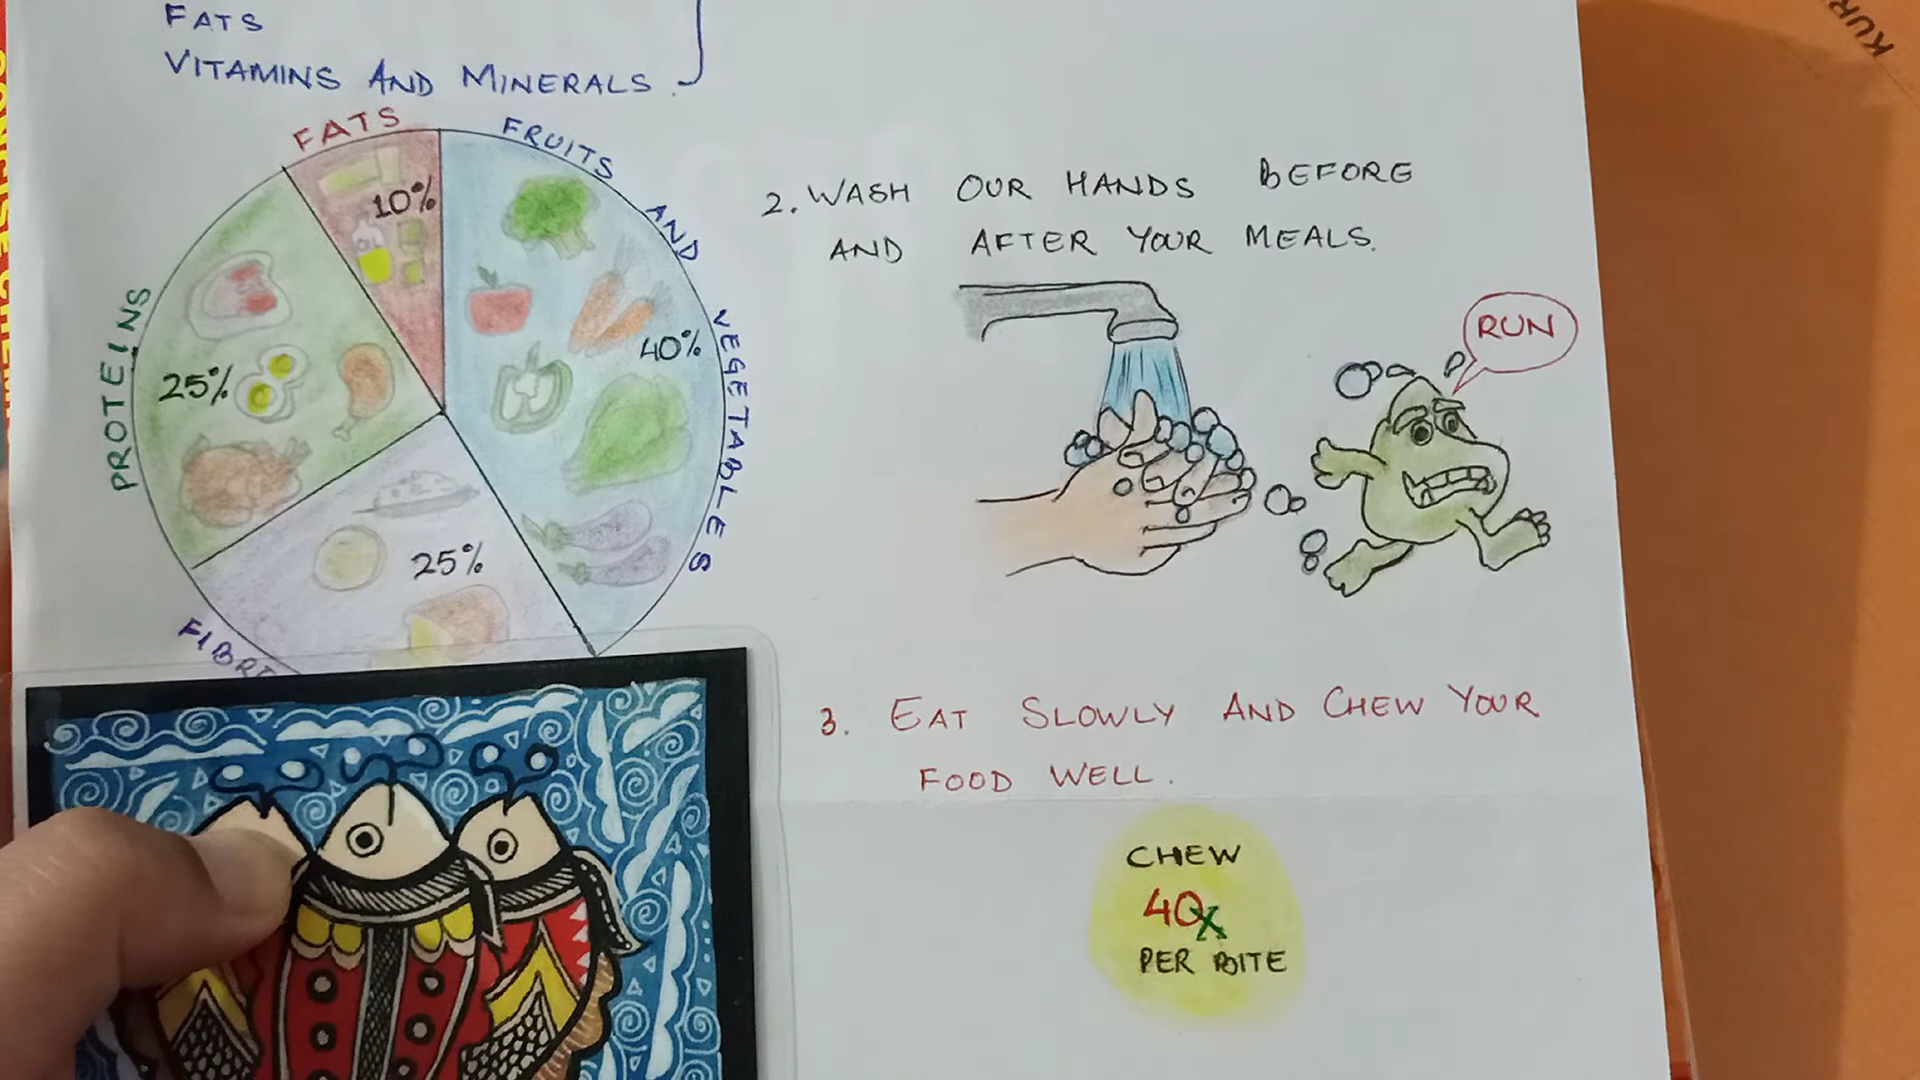 FATS
VITAMINS AND MINERALS.
FATS
10%
FRUITS AND VEGETABLES
40%
PROTEINS
25%
25%
2. WASH OUR HANDS BEFORE
AND AFTER YOUR MEALS.
RUN
3. EAT SLOWLY AND CHEW YOUR
FOOD WELL.
CHEW
40X
PER BITE